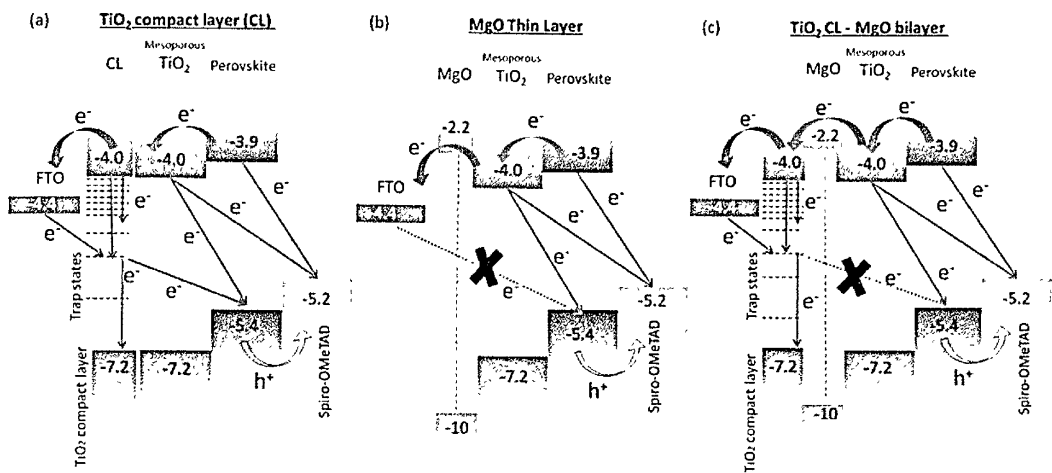 (a)
TiO₂ compact layer (CL)
Mesoporous
CL TiO₂ Perovskite
e⁻ e⁻
-4.0 -4.0 -3.9
FTO
e⁻ e⁻
e⁻ e⁻
e⁻ e⁻
Trap states
-5.2
-5.4
-7.2 -7.2
h⁺
TiO₂ compact layer
Spiro-OMeTAD
(b)
MgO Thin Layer
Mesoporous
MgO TiO₂ Perovskite
-2.2
e⁻ e⁻
-4.0 -3.9
FTO
e⁻
e⁻
e⁻
e⁻
-5.2
-5.4
-7.2
h⁺
-10
Spiro-OMeTAD
(c)
TiO₂ CL - MgO bilayer
Mesoporous
MgO TiO₂ Perovskite
e⁻ e⁻ e⁻
-2.2
-4.0 -4.0 -3.9
FTO
e⁻ e⁻
e⁻ e⁻
e⁻ e⁻
Trap states
e⁻
-5.2
-5.4
-7.2 -7.2
h⁺
-10
TiO₂ compact layer
Spiro-OMeTAD